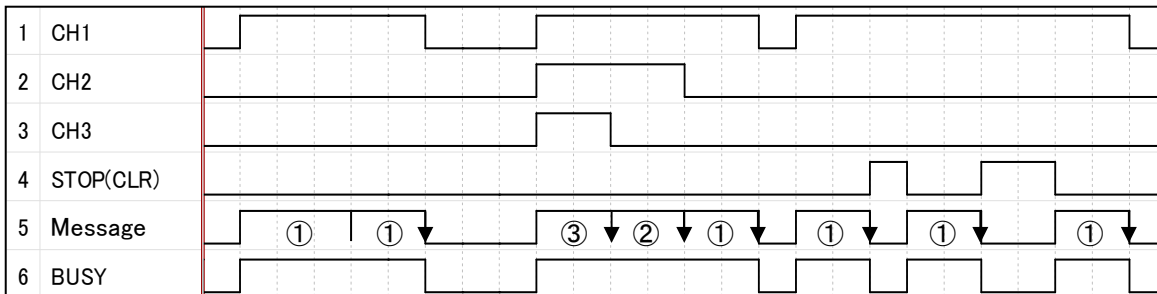 1 CH1
2 CH2
3 CH3
4 STOP(CLR)
5 Message ① ① ③ ② ① ① ① ①
6 BUSY